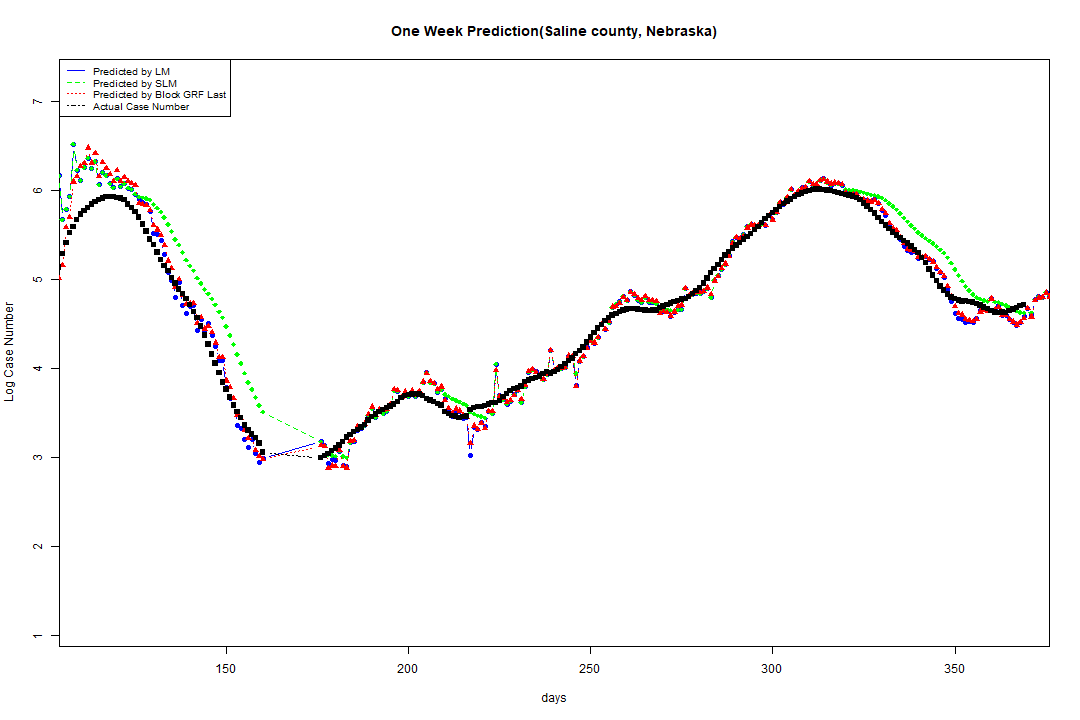 One Week Prediction(Saline county, Nebraska)
Predicted by LM
Predicted by SLM
Predicted by Block GRF Last
Actual Case Number
7
6
5
4
3
2
1
Log Case Number
150 200 250 300 350
days